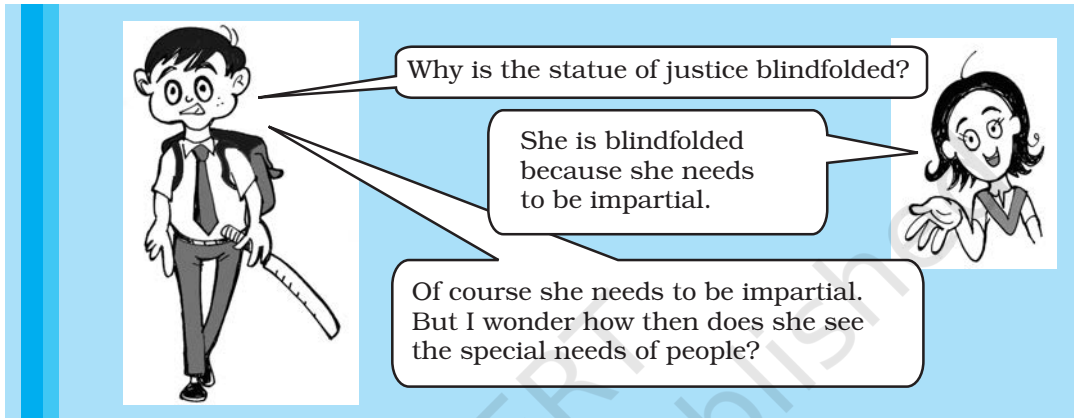 Why is the statue of justice blindfolded?
She is blindfolded
because she needs
to be impartial.
Of course she needs to be impartial.
But I wonder how then does she see
the special needs of people?